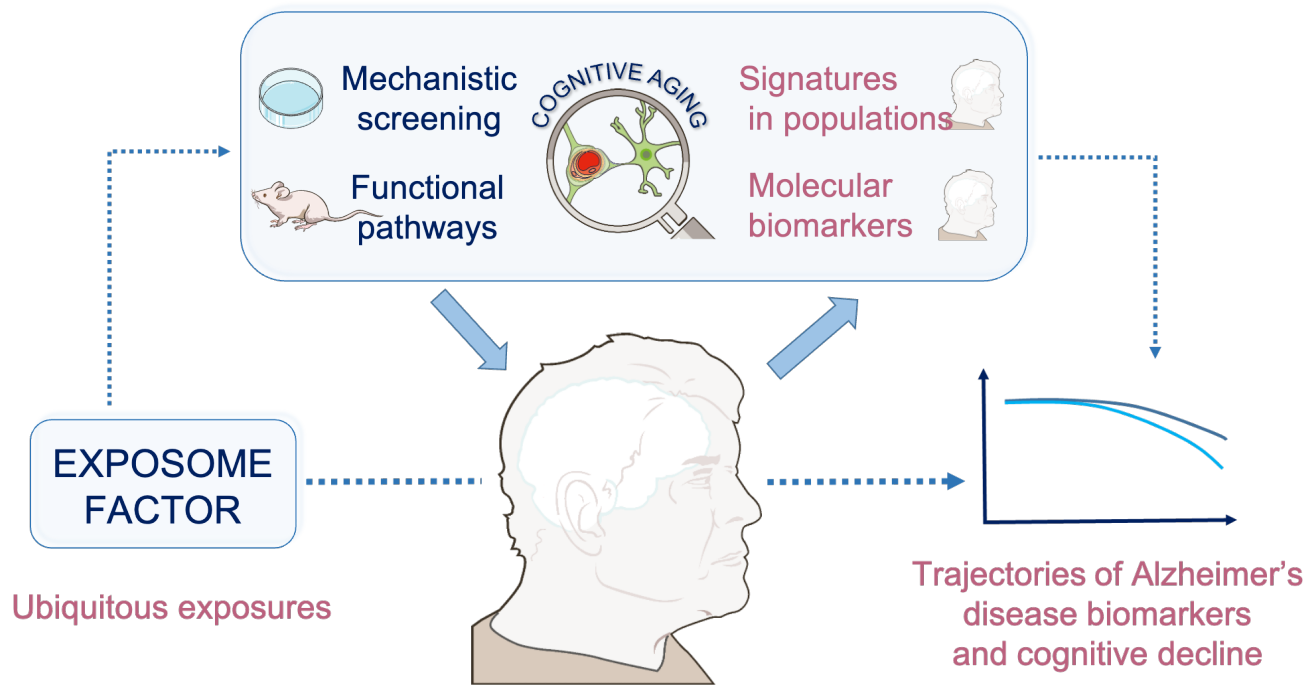 Mechanistic
screening
COGNITIVE AGING
Signatures
in populations
Functional
pathways
Molecular
biomarkers
EXPOSOME
FACTOR
Ubiquitous exposures
Trajectories of Alzheimer’s
disease biomarkers
and cognitive decline